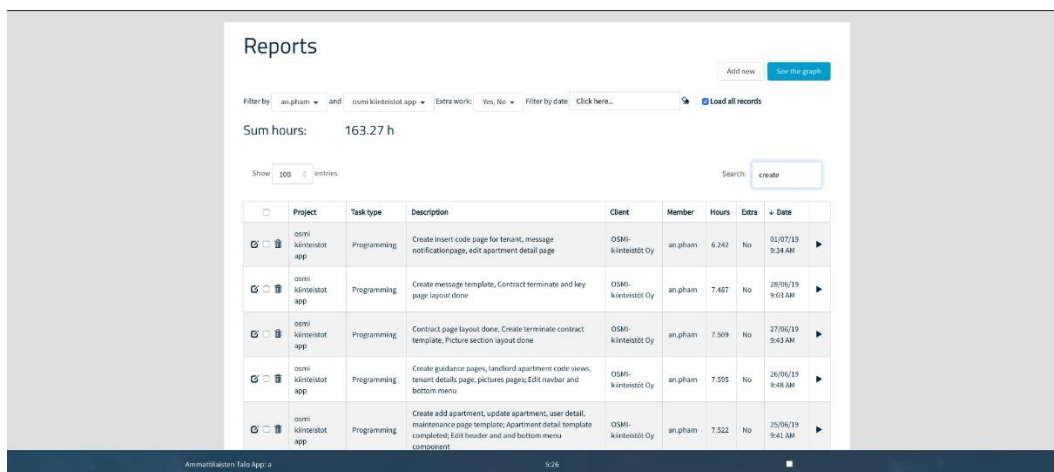 Reports
Add new See the graph
Filter by an.pham and osmi kiinteistot app Extra work: Yes, No Filter by date Click here... Load all records
Sum hours: 163.27 h
Show 100 entries Search: create
Project Task type Description Client Member Hours Extra Date
osmi kiinteistot app Programming Create insert code page for tenant, message notificationpage, edit apartment detail page OSMI-kiinteistöt Oy an.pham 6.242 No 01/07/19 9:34 AM
osmi kiinteistot app Programming Create message template, Contract terminate and key page layout done OSMI-kiinteistöt Oy an.pham 7.487 No 28/06/19 9:03 AM
osmi kiinteistot app Programming Contract page layout done, Create terminate contract template, Picture section layout done OSMI-kiinteistöt Oy an.pham 7.509 No 27/06/19 9:43 AM
osmi kiinteistot app Programming Create guidance pages, landlord apartment code views, tenant details page, pictures pages; Edit navbar and bottom menu OSMI-kiinteistöt Oy an.pham 7.595 No 26/06/19 9:48 AM
osmi kiinteistot app Programming Create add apartment, update apartment, user detail, maintenance page template; Apartment detail template completed; Edit header and and bottom menu component OSMI-kiinteistöt Oy an.pham 7.522 No 25/06/19 9:41 AM
Ammattilaisten Talo App: a 5:26